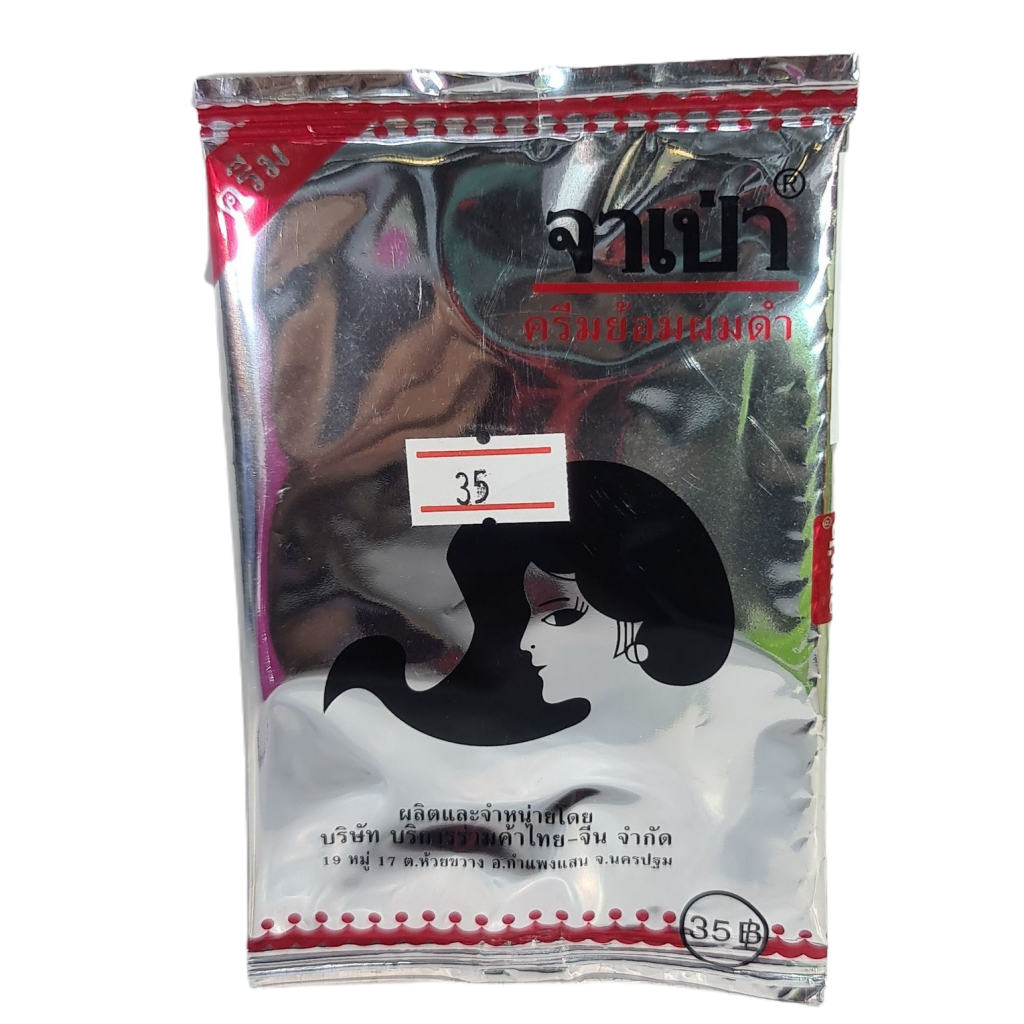 ครีม
จาเป่า®
ครีมย้อมผมดำ
35
ผลิตและจำหน่ายโดย
บริษัท บริการร่วมค้าไทย-จีน จำกัด
19 หมู่ 17 ต.ห้วยขวาง อ.กำแพงแสน จ.นครปฐม
35 ฿